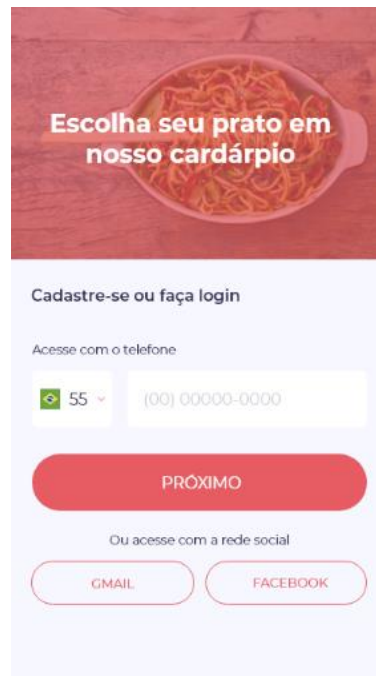 Escolha seu prato em
nosso cardárpio
Cadastre-se ou faça login
Acesse com o telefone
55 (00) 00000-0000
PRÓXIMO
Ou acesse com a rede social
GMAIL FACEBOOK